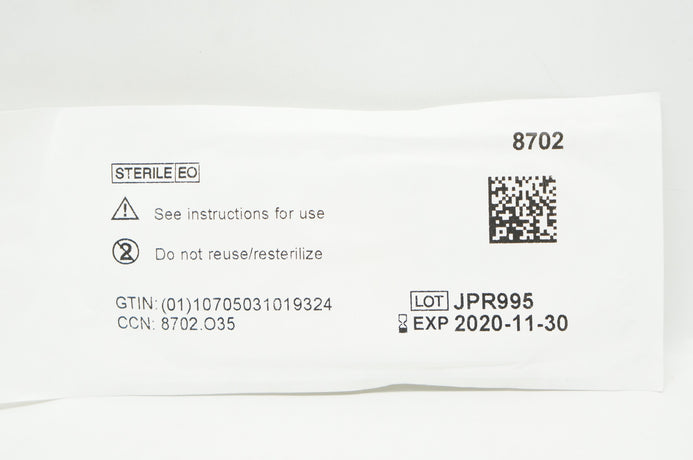 8702
STERILE EO
See instructions for use
2 Do not reuse/resterilize
GTIN: (01)10705031019324
CCN: 8702.O35
LOT JPR995
EXP 2020-11-30